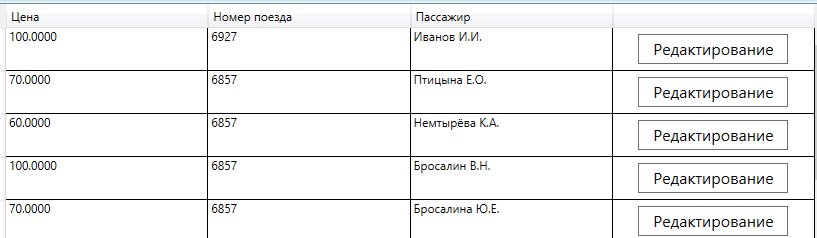 Цена Номер поезда Пассажир
100.0000 6927 Иванов И.И. Редактирование
70.0000 6857 Птицына Е.О. Редактирование
60.0000 6857 Немтырёва К.А. Редактирование
100.0000 6857 Бросалин В.Н. Редактирование
70.0000 6857 Бросалина Ю.Е. Редактирование